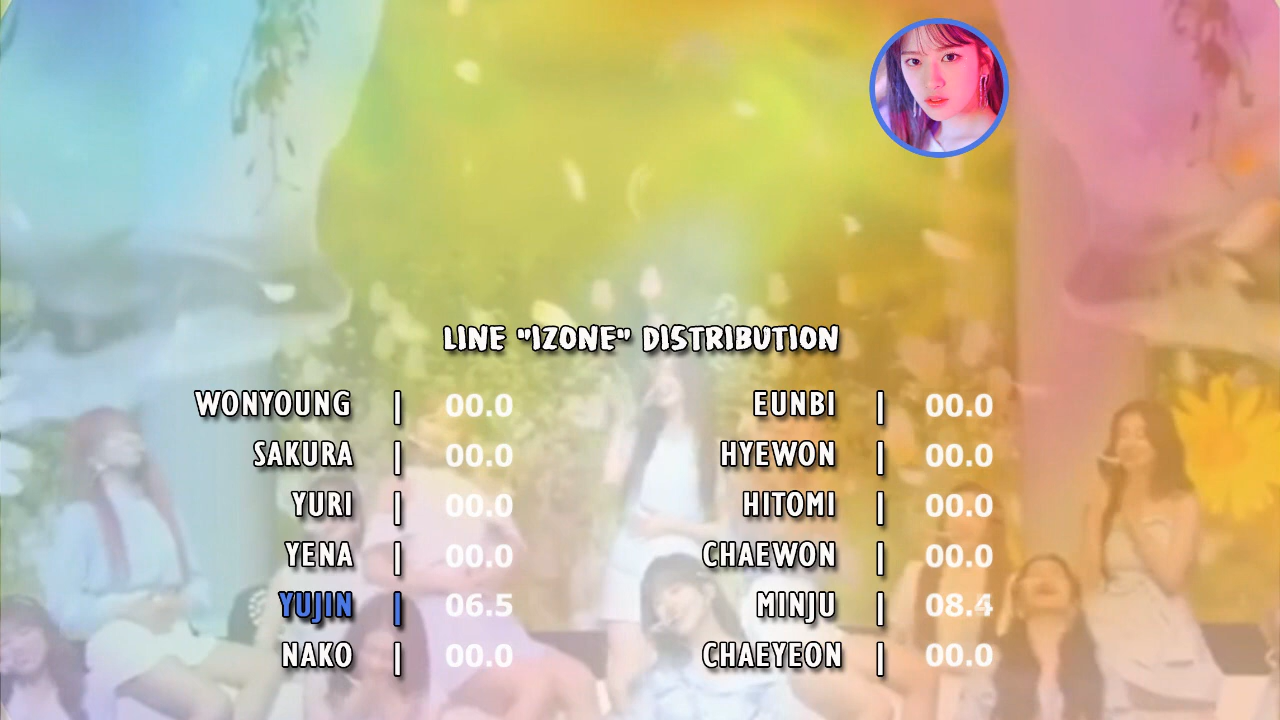 LINE "IZONE" DISTRIBUTION
WONYOUNG | 00.0 EUNBI | 00.0
SAKURA | 00.0 HYEWON | 00.0
YURI | 00.0 HITOMI | 00.0
YENA | 00.0 CHAEWON | 00.0
YUJIN | 06.5 MINJU | 08.4
NAKO | 00.0 CHAEYEON | 00.0